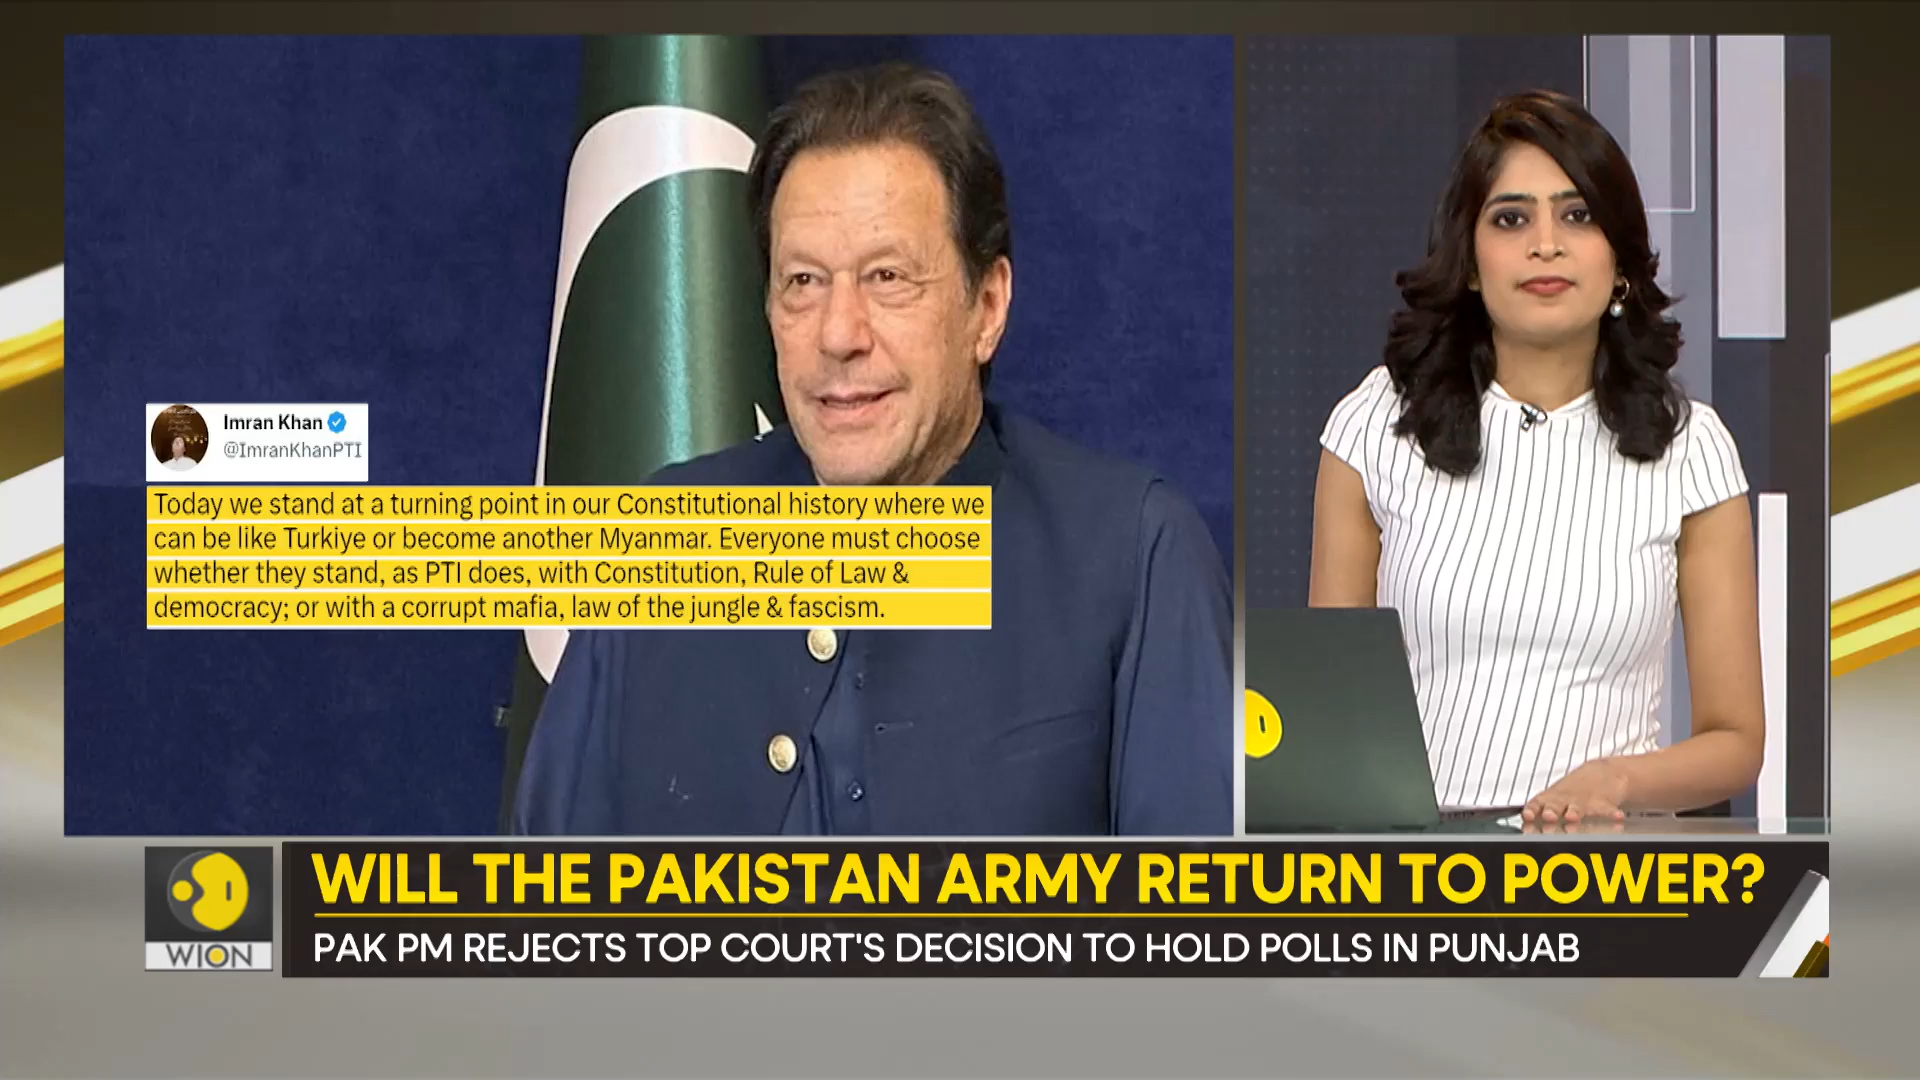 Imran Khan
@ImranKhanPTI
Today we stand at a turning point in our Constitutional history where we
can be like Turkiye or become another Myanmar. Everyone must choose
whether they stand, as PTI does, with Constitution, Rule of Law &
democracy; or with a corrupt mafia, law of the jungle & fascism.
WILL THE PAKISTAN ARMY RETURN TO POWER?
PAK PM REJECTS TOP COURT'S DECISION TO HOLD POLLS IN PUNJAB
WION